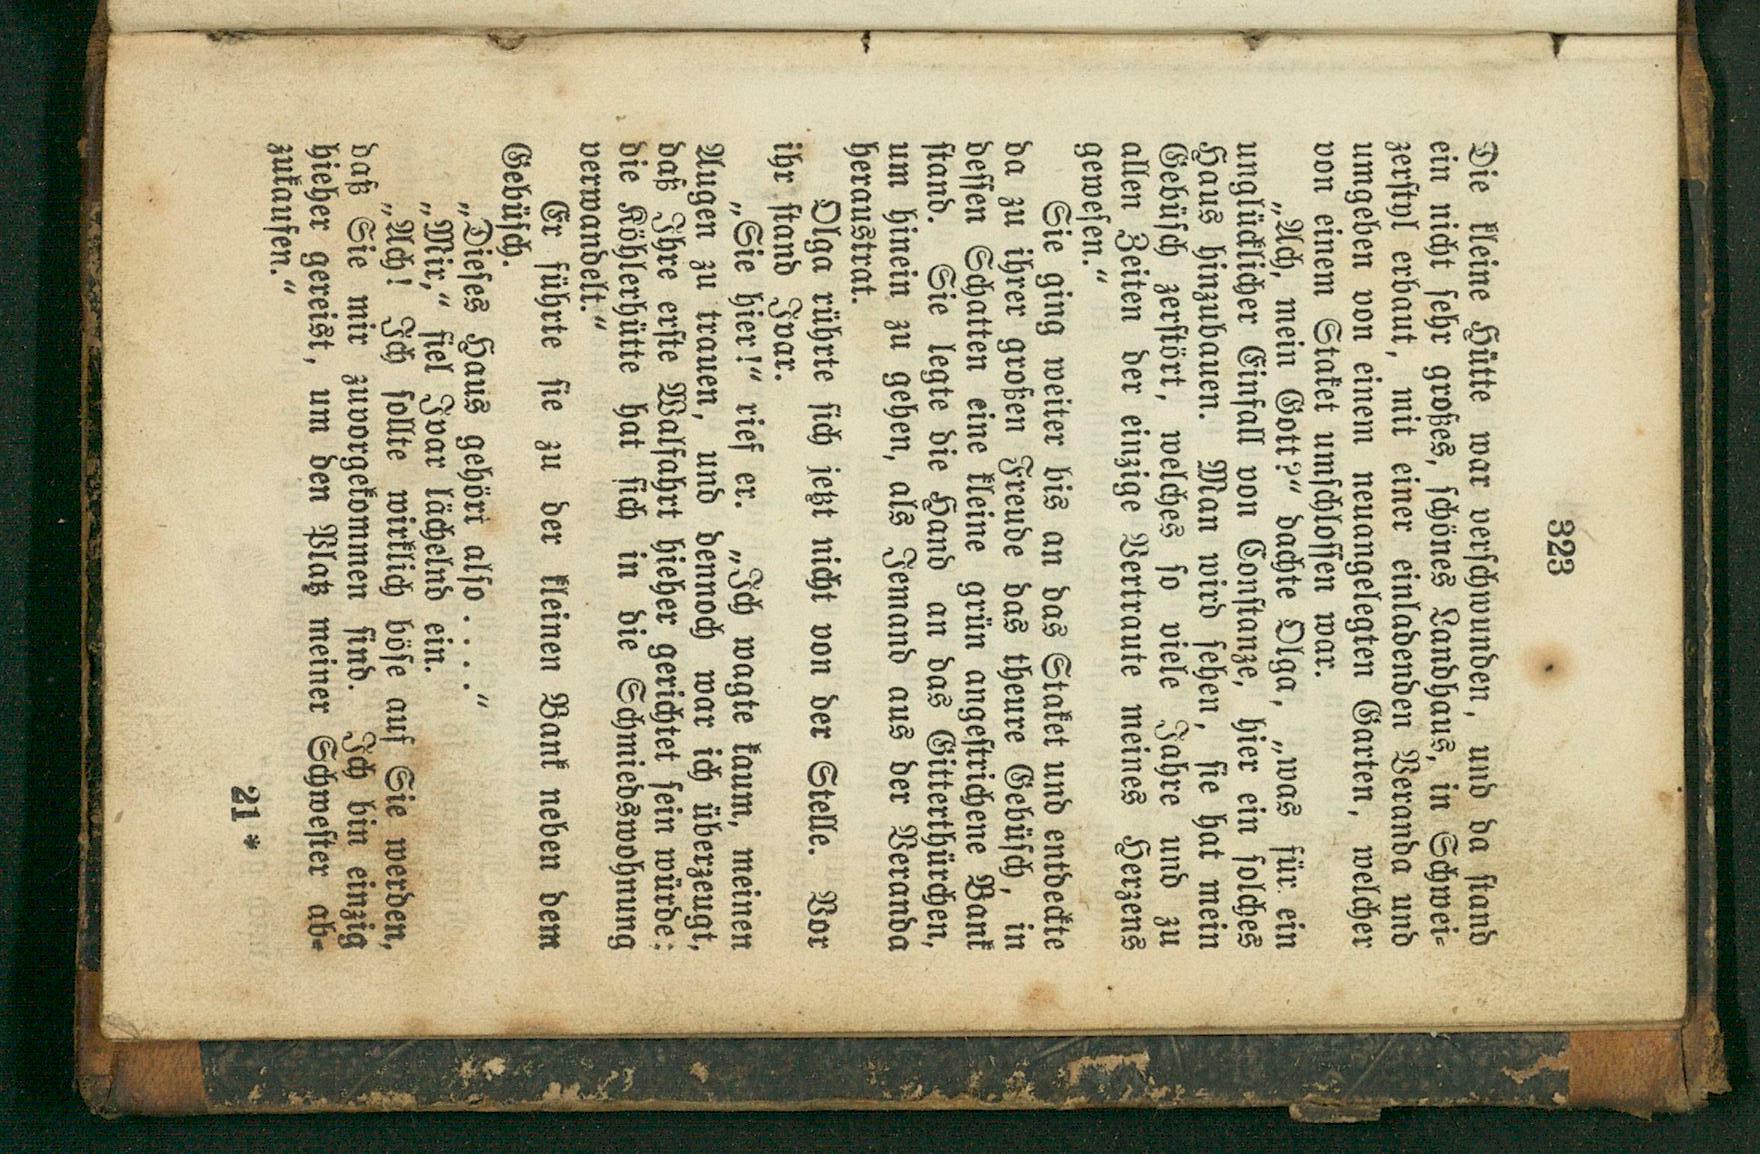 323
Die kleine Hütte war verschwunden, und da stand
ein nicht sehr großes, schönes Landhaus, in Schwei-
zerstyl erbaut, mit einer einladenden Veranda und
umgeben von einem neuangelegten Garten, welcher
von einem Staket umschlossen war.
„Ach, mein Gott?“ dachte Olga, „was für ein
unglücklicher Einfall von Constanze, hier ein solches
Haus hinzubauen. Man wird sehen, sie hat mein
Gebüsch zerstört, welches so viele Jahre und zu
allen Zeiten der einzige Vertraute meines Herzens
gewesen.“
Sie ging weiter bis an das Staket und entdeckte
da zu ihrer großen Freude das theure Gebüsch, in
dessen Schatten eine kleine grün angestrichene Bank
stand. Sie legte die Hand an das Gitterthürchen,
um hinein zu gehen, als Jemand aus der Veranda
heraustrat.
Olga rührte sich jetzt nicht von der Stelle. Vor
ihr stand Ivar.
„Sie hier!“ rief er. „Ich wagte kaum, meinen
Augen zu trauen, und dennoch war ich überzeugt,
daß Ihre erste Walfahrt hieher gerichtet sein würde:
die Köhlerhütte hat sich in die Schmiedswohnung
verwandelt.“
Er führte sie zu der kleinen Bank neben dem
Gebüsch.
„Dieses Haus gehört also . . . .“
„Mir,“ fiel Ivar lächelnd ein.
„Ach! Ich sollte wirklich böse auf Sie werden,
daß Sie mir zuvorgekommen sind. Ich bin einzig
hieher gereist, um den Platz meiner Schwester ab-
zukaufen.“
21*